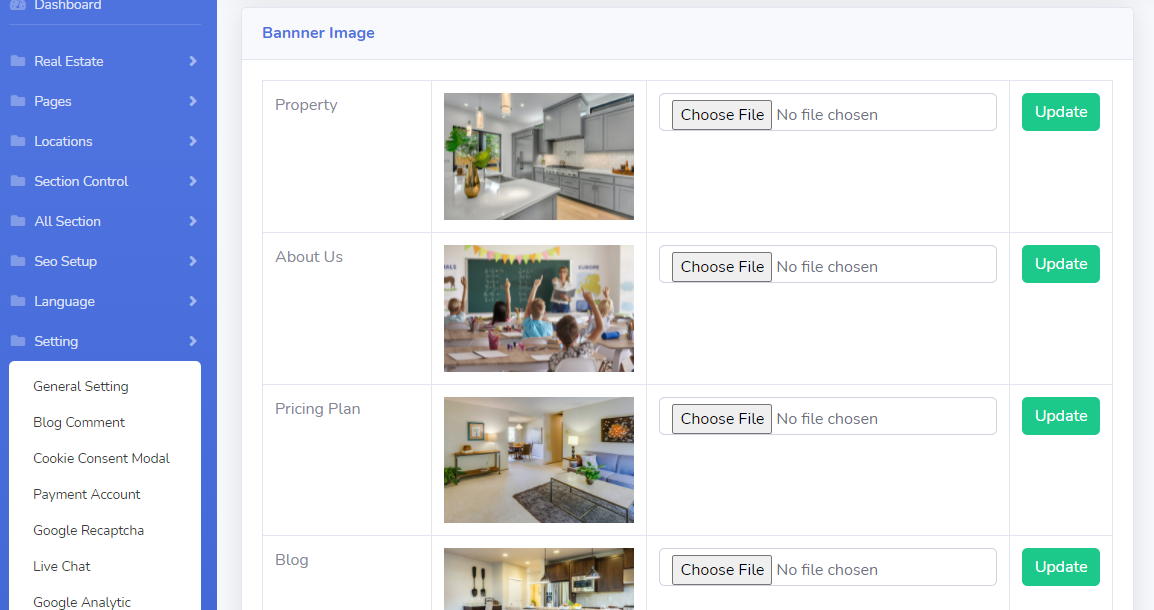 Dashboard
Real Estate
Pages
Locations
Section Control
All Section
Seo Setup
Language
Setting
General Setting
Blog Comment
Cookie Consent Modal
Payment Account
Google Recaptcha
Live Chat
Google Analytic
Bannner Image
Property
Choose File No file chosen
Update
About Us
EUROPE
Choose File No file chosen
Update
Pricing Plan
Choose File No file chosen
Update
Blog
Choose File No file chosen
Update